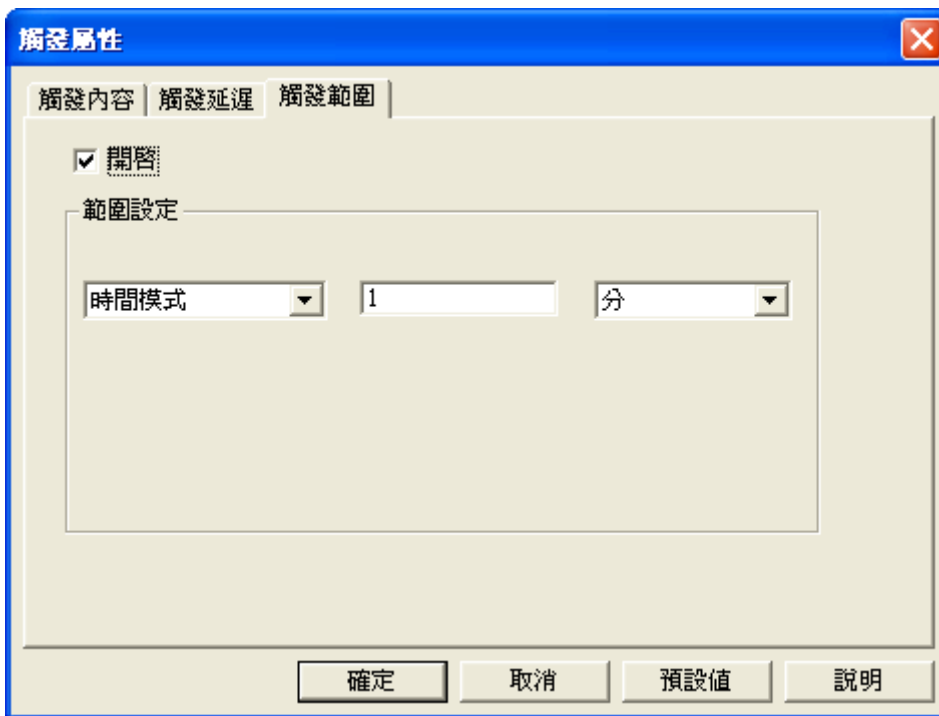 觸發屬性
觸發內容 觸發延遲 觸發範圍
開啓
範圍設定
時間模式 1 分
確定 取消 預設值 說明